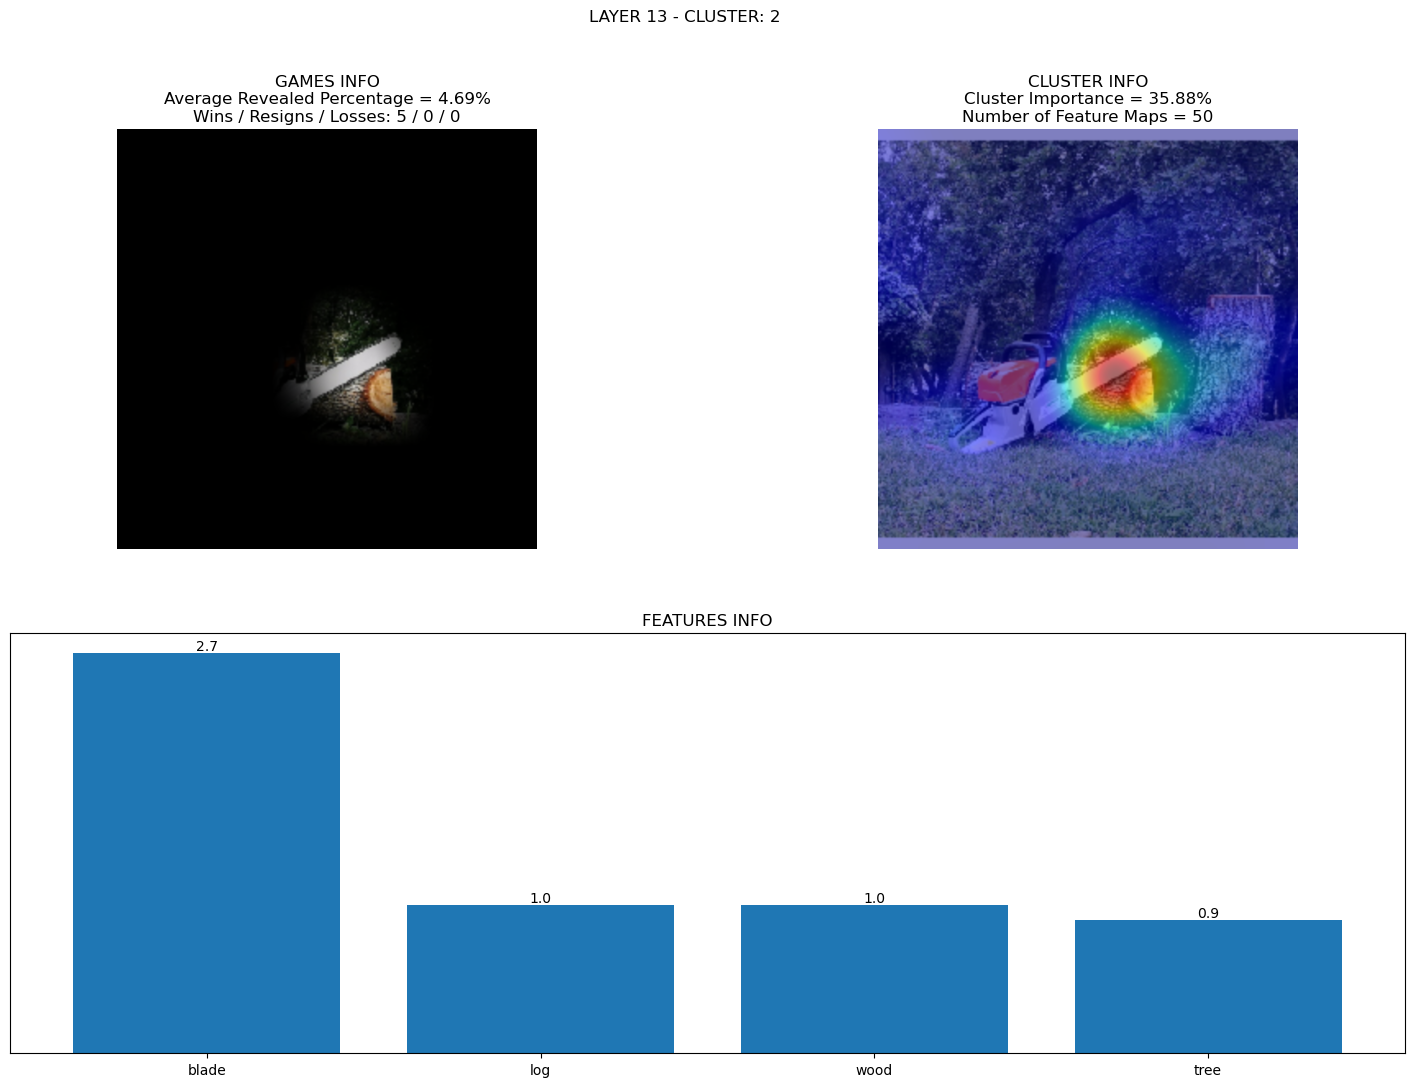 LAYER 13 - CLUSTER: 2
GAMES INFO
Average Revealed Percentage = 4.69%
Wins / Resigns / Losses: 5 / 0 / 0
CLUSTER INFO
Cluster Importance = 35.88%
Number of Feature Maps = 50
FEATURES INFO
2.7
1.0
1.0
0.9
blade
log
wood
tree